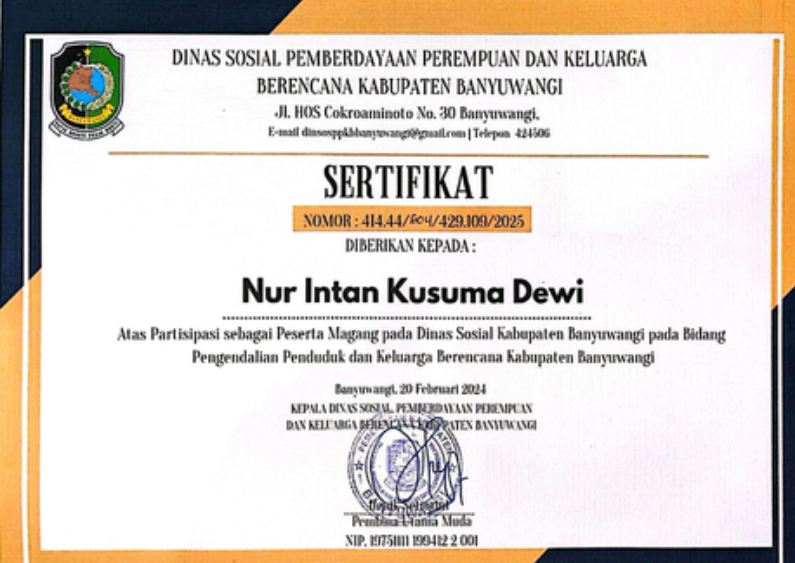 DINAS SOSIAL PEMBERDAYAAN PEREMPUAN DAN KELUARGA
BERENCANA KABUPATEN BANYUWANGI
Jl. HOS Cokroaminoto No. 30 Banyuwangi,
E-mail dinsosppkbbanyuwangi@gmail.com | Telepon 424506
SERTIFIKAT
NOMOR : 414.44/804/429.109/2025
DIBERIKAN KEPADA :
Nur Intan Kusuma Dewi
Atas Partisipasi sebagai Peserta Magang pada Dinas Sosial Kabupaten Banyuwangi pada Bidang
Pengendalian Penduduk dan Keluarga Berencana Kabupaten Banyuwangi
Banyuwangi, 20 Februari 2024
KEPALA DINAS SOSIAL, PEMBERDAYAAN PEREMPUAN
DAN KELUARGA BERENCANA KABUPATEN BANYUWANGI
Pembina Utama Muda
NIP. 19751111 199412 2 001